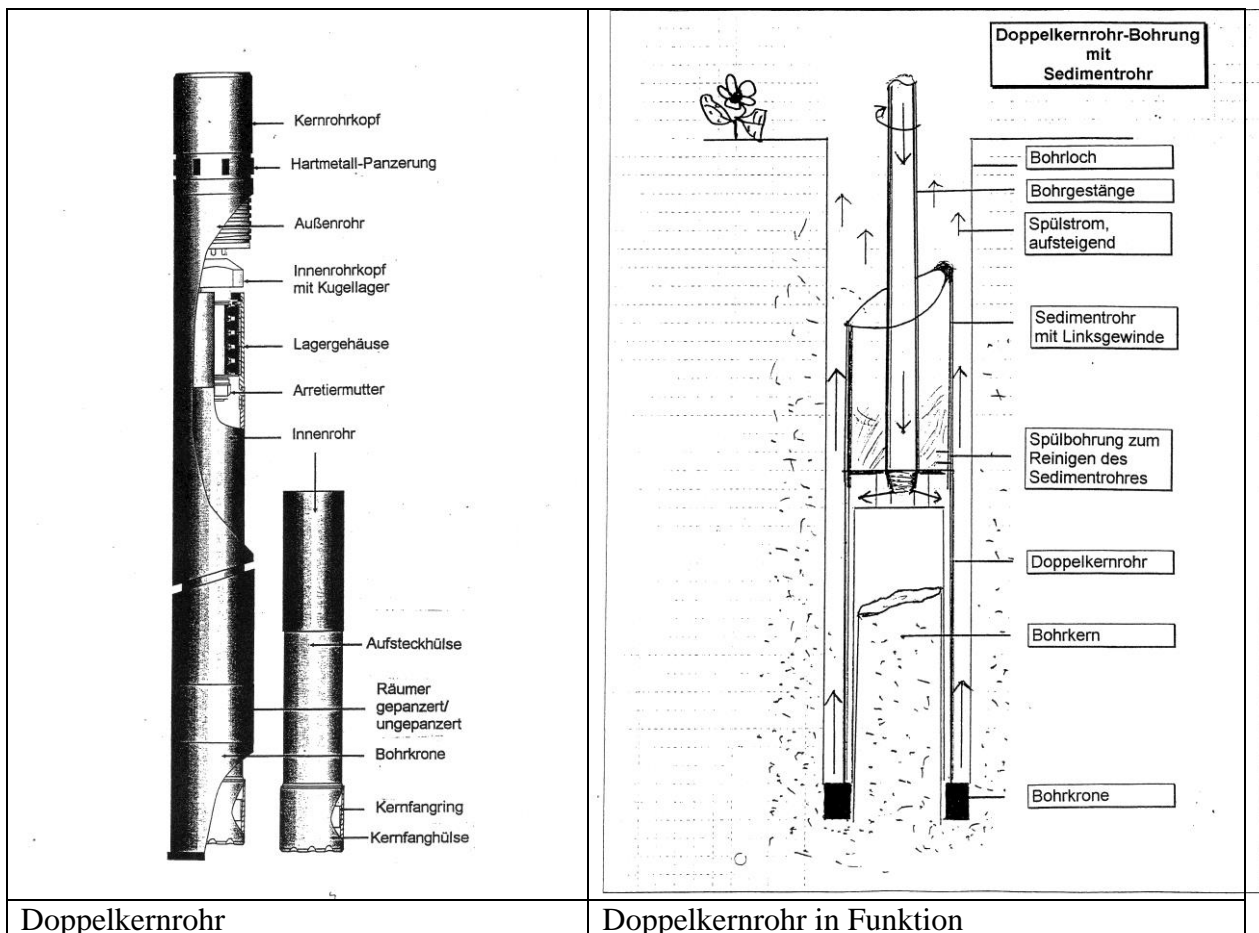 Kernrohrkopf
Hartmetall-Panzerung
Außenrohr
Innenrohrkopf
mit Kugellager
Lagergehäuse
Arretiermutter
Innenrohr
Aufsteckhülse
Räumer
gepanzert/
ungepanzert
Bohrkrone
Kernfangring
Kernfanghülse
Doppelkernrohr
Doppelkernrohr-Bohrung
mit
Sedimentrohr
Bohrloch
Bohrgestänge
Spülstrom,
aufsteigend
Sedimentrohr
mit Linksgewinde
Spülbohrung zum
Reinigen des
Sedimentrohres
Doppelkernrohr
Bohrkern
Bohrkrone
Doppelkernrohr in Funktion